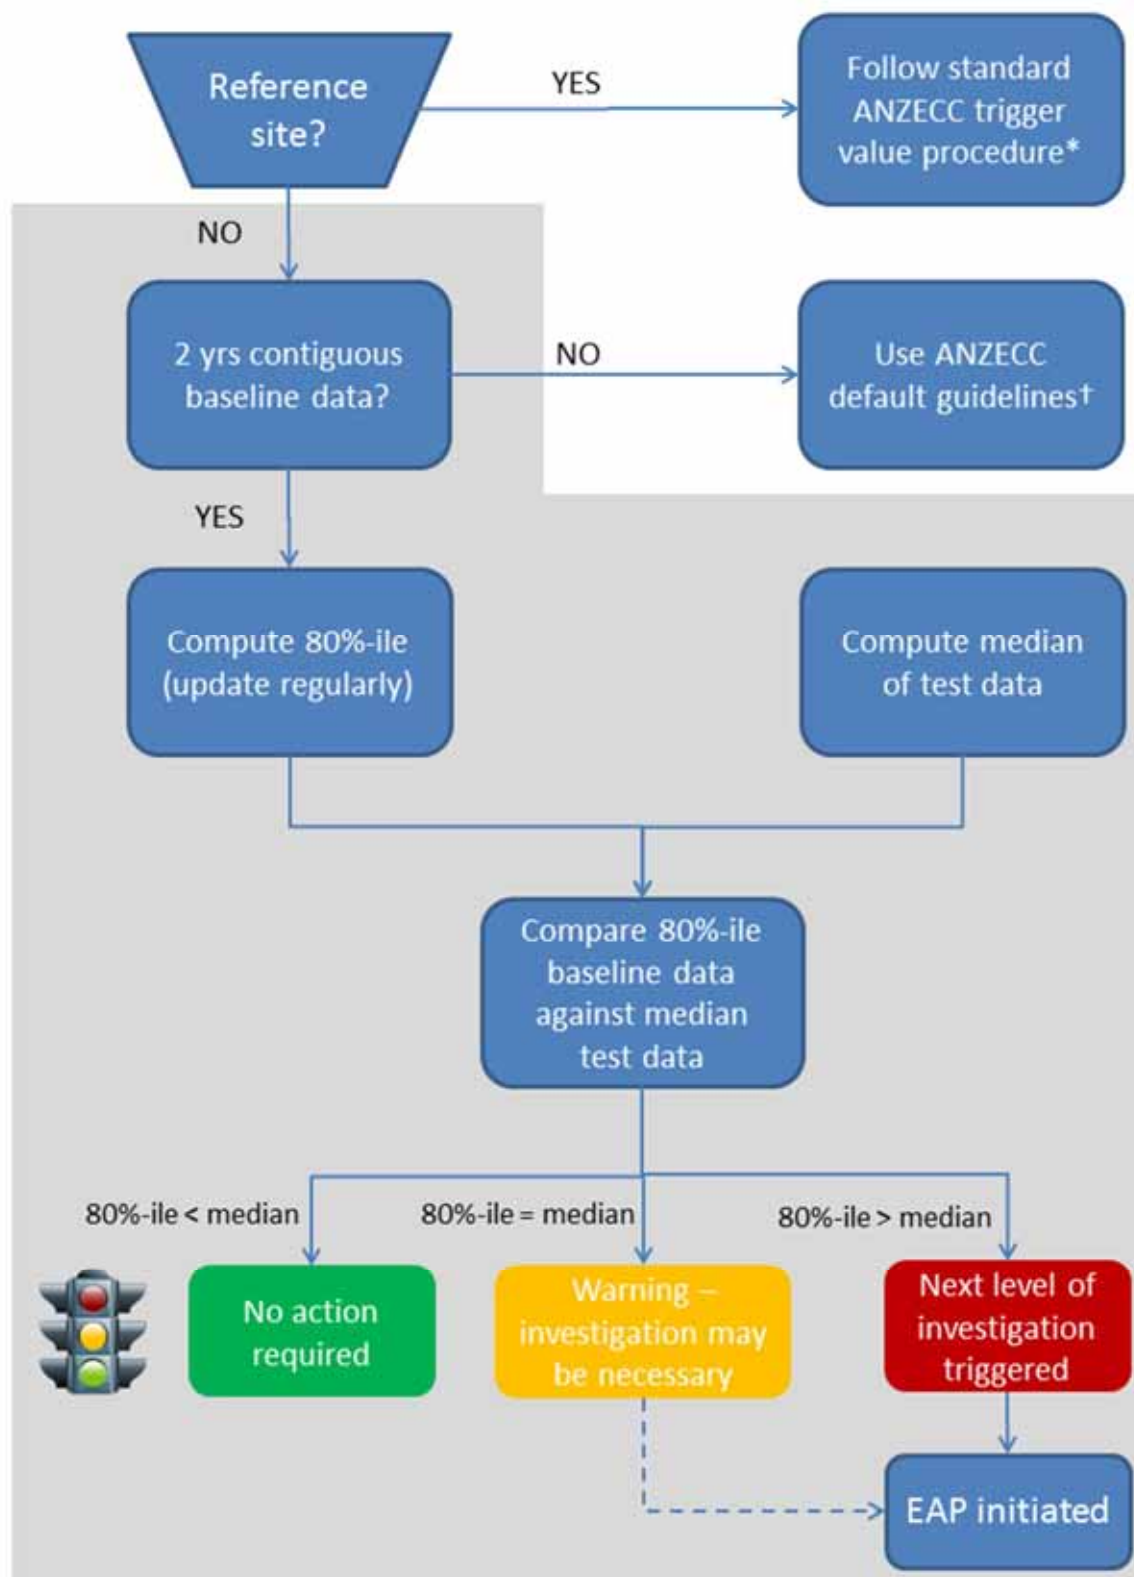 Reference
site?
YES
Follow standard
ANZECC trigger
value procedure*
NO
2 yrs contiguous
baseline data?
NO
Use ANZECC
default guidelines†
YES
Compute 80%-ile
(update regularly)
Compute median
of test data
Compare 80%-ile
baseline data
against median
test data
80%-ile < median
80%-ile = median
80%-ile > median
No action
required
Warning –
investigation may
be necessary
Next level of
investigation
triggered
EAP initiated